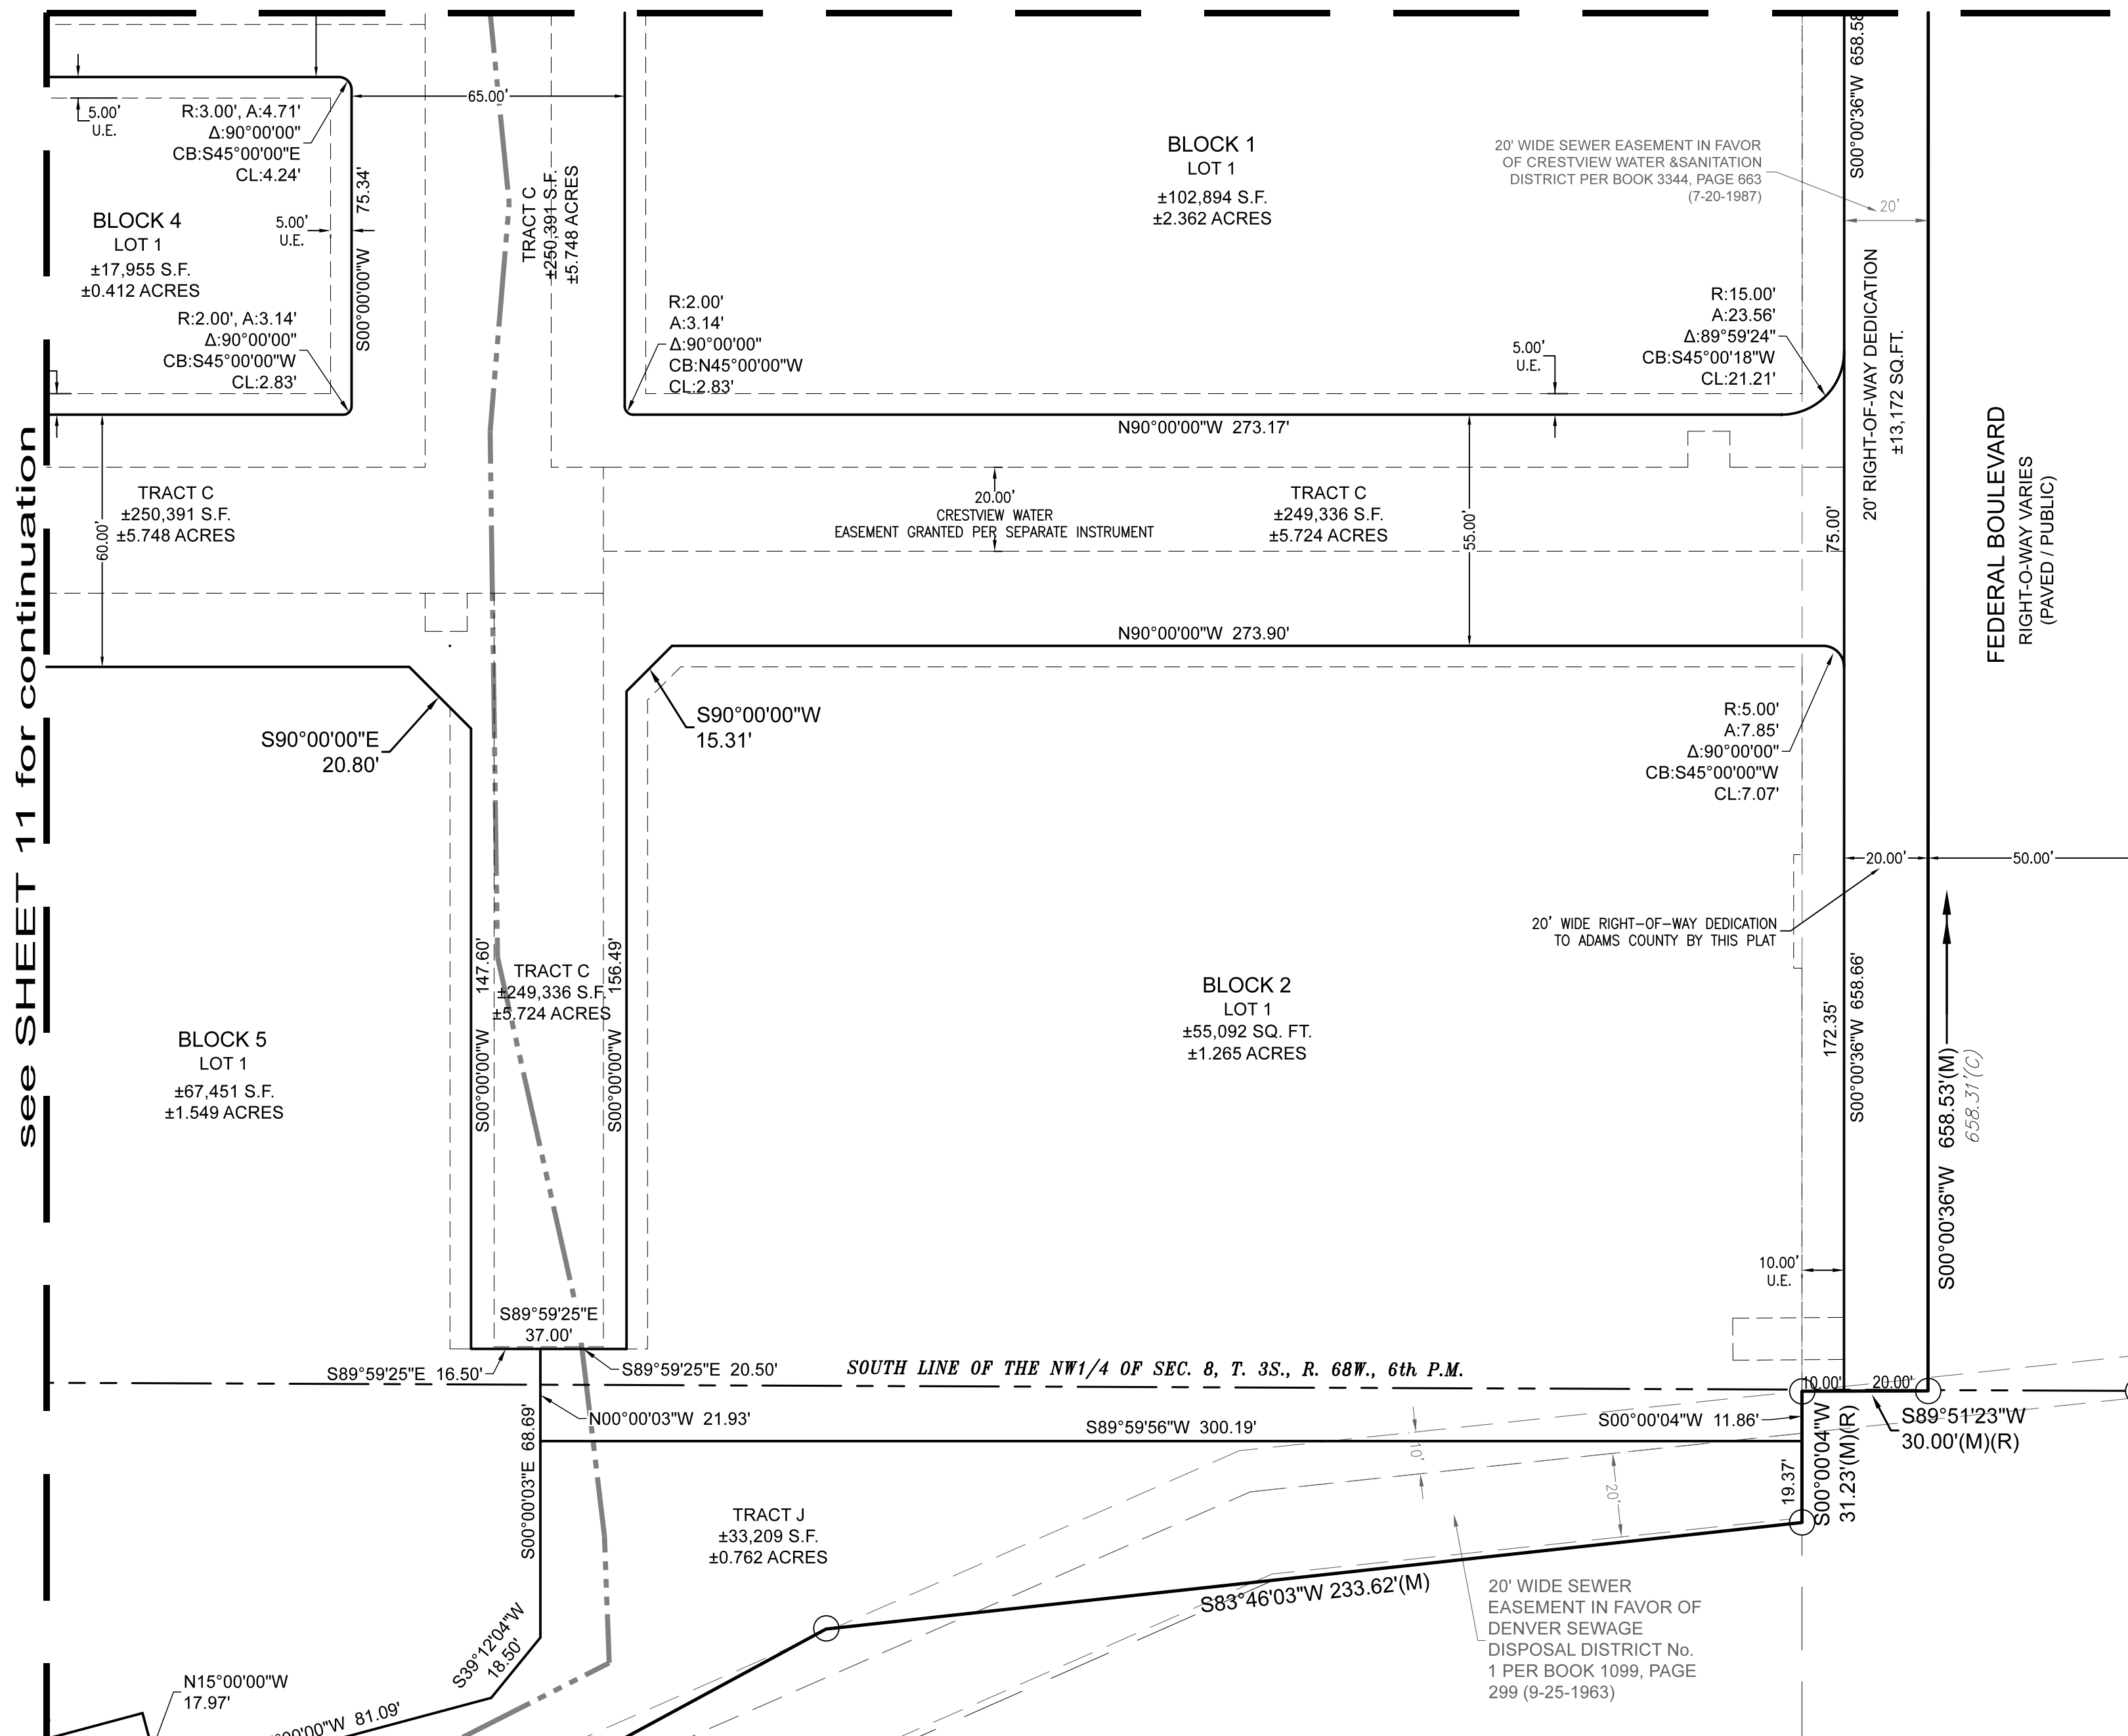 see SHEET 11 for continuation
5.00'
U.E.
R:3.00', A:4.71'
Δ:90°00'00"
CB:S45°00'00"E
CL:4.24'
BLOCK 4
LOT 1
±17,955 S.F.
±0.412 ACRES
5.00'
U.E.
S00°00'00"W 75.34'
R:2.00', A:3.14'
Δ:90°00'00"
CB:S45°00'00"W
CL:2.83'
65.00'
TRACT C
±250,391 S.F.
±5.748 ACRES
BLOCK 1
LOT 1
±102,894 S.F.
±2.362 ACRES
20' WIDE SEWER EASEMENT IN FAVOR
OF CRESTVIEW WATER &SANITATION
DISTRICT PER BOOK 3344, PAGE 663
(7-20-1987)
S00°00'36"W 658.58
20'
R:2.00'
A:3.14'
Δ:90°00'00"
CB:N45°00'00"W
CL:2.83'
5.00'
U.E.
R:15.00'
A:23.56'
Δ:89°59'24"
CB:S45°00'18"W
CL:21.21'
20' RIGHT-OF-WAY DEDICATION
±13,172 SQ.FT.
FEDERAL BOULEVARD
RIGHT-O-WAY VARIES
(PAVED / PUBLIC)
N90°00'00"W 273.17'
60.00'
TRACT C
±250,391 S.F.
±5.748 ACRES
20.00'
CRESTVIEW WATER
EASEMENT GRANTED PER SEPARATE INSTRUMENT
TRACT C
±249,336 S.F.
±5.724 ACRES
55.00'
75.00'
N90°00'00"W 273.90'
S90°00'00"E
20.80'
S90°00'00"W
15.31'
R:5.00'
A:7.85'
Δ:90°00'00"
CB:S45°00'00"W
CL:7.07'
20.00'
50.00'
20' WIDE RIGHT-OF-WAY DEDICATION
TO ADAMS COUNTY BY THIS PLAT
S00°00'00"W 147.60'
TRACT C
±249,336 S.F.
±5.724 ACRES
S00°00'00"W 156.49'
BLOCK 2
LOT 1
±55,092 SQ. FT.
±1.265 ACRES
172.35'
S00°00'36"W 658.66'
S00°00'36"W 658.53'(M)
658.31'(C)
BLOCK 5
LOT 1
±67,451 S.F.
±1.549 ACRES
10.00'
U.E.
S89°59'25"E
37.00'
S89°59'25"E 16.50'
S89°59'25"E 20.50'
SOUTH LINE OF THE NW1/4 OF SEC. 8, T. 3S., R. 68W., 6th P.M.
10.00'
20.00'
N00°00'03"W 21.93'
S89°59'56"W 300.19'
S00°00'04"W 11.86'
S89°51'23"W
30.00'(M)(R)
S00°00'03"E 68.69'
10'
20'
19.37'
S00°00'04"W
31.23'(M)(R)
TRACT J
±33,209 S.F.
±0.762 ACRES
S83°46'03"W 233.62'(M)
20' WIDE SEWER
EASEMENT IN FAVOR OF
DENVER SEWAGE
DISPOSAL DISTRICT No.
1 PER BOOK 1099, PAGE
299 (9-25-1963)
S39°12'04"W
18.50'
N15°00'00"W
17.97'
00'00"W 81.09'